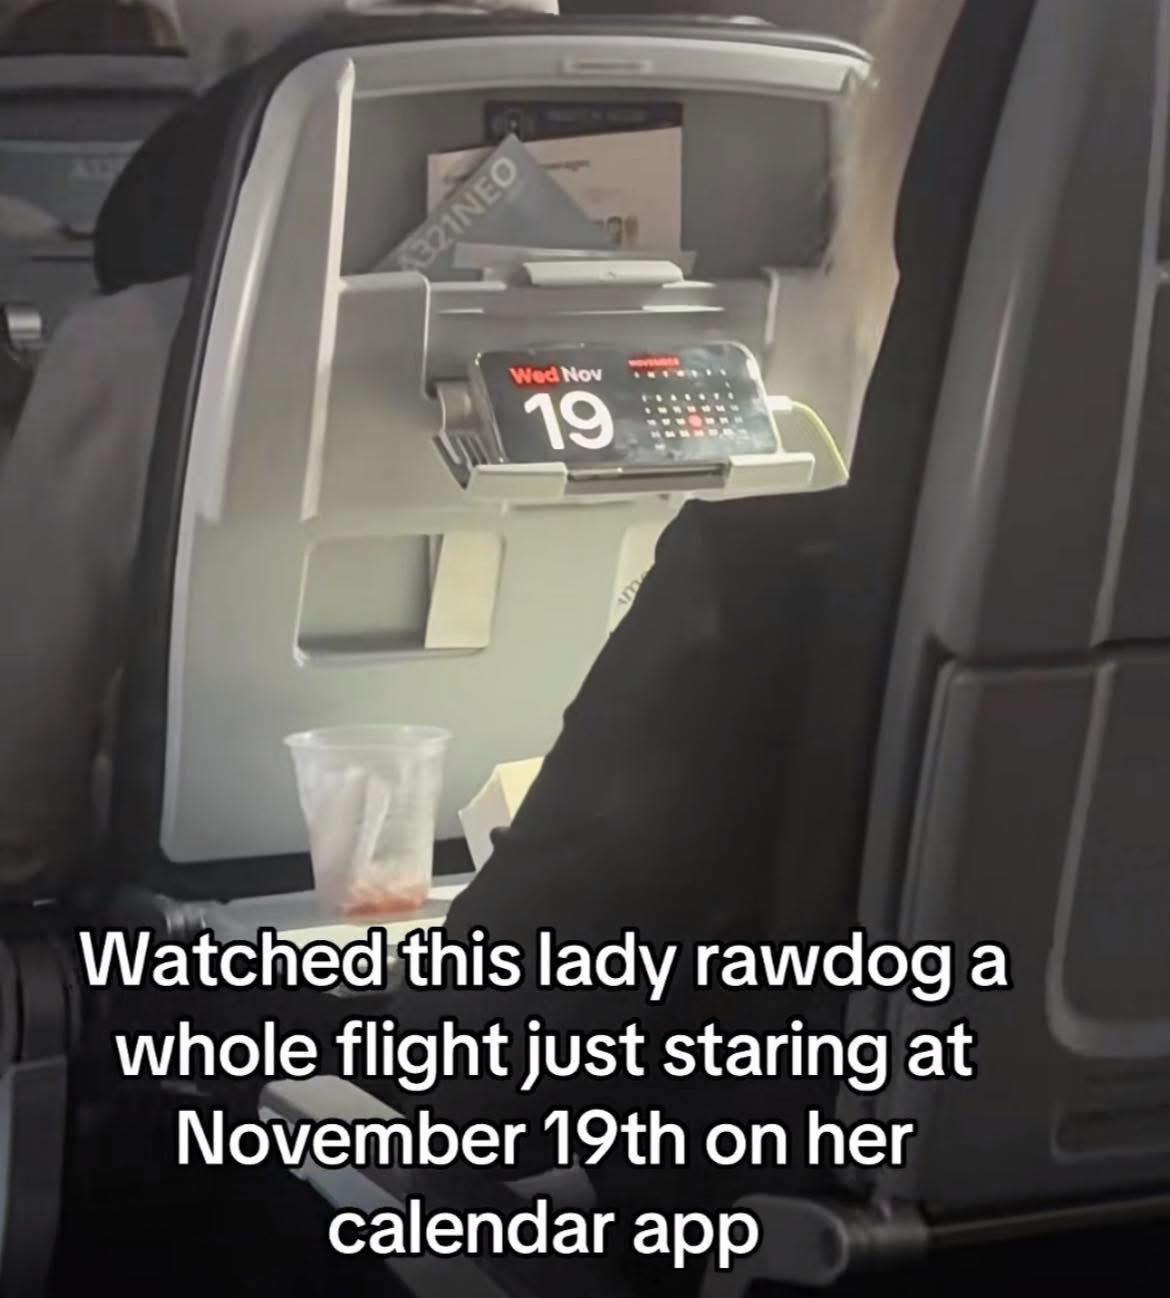 A321NEO
Wed Nov
19
NOVEMBER
Watched this lady rawdog a
whole flight just staring at
November 19th on her
calendar app